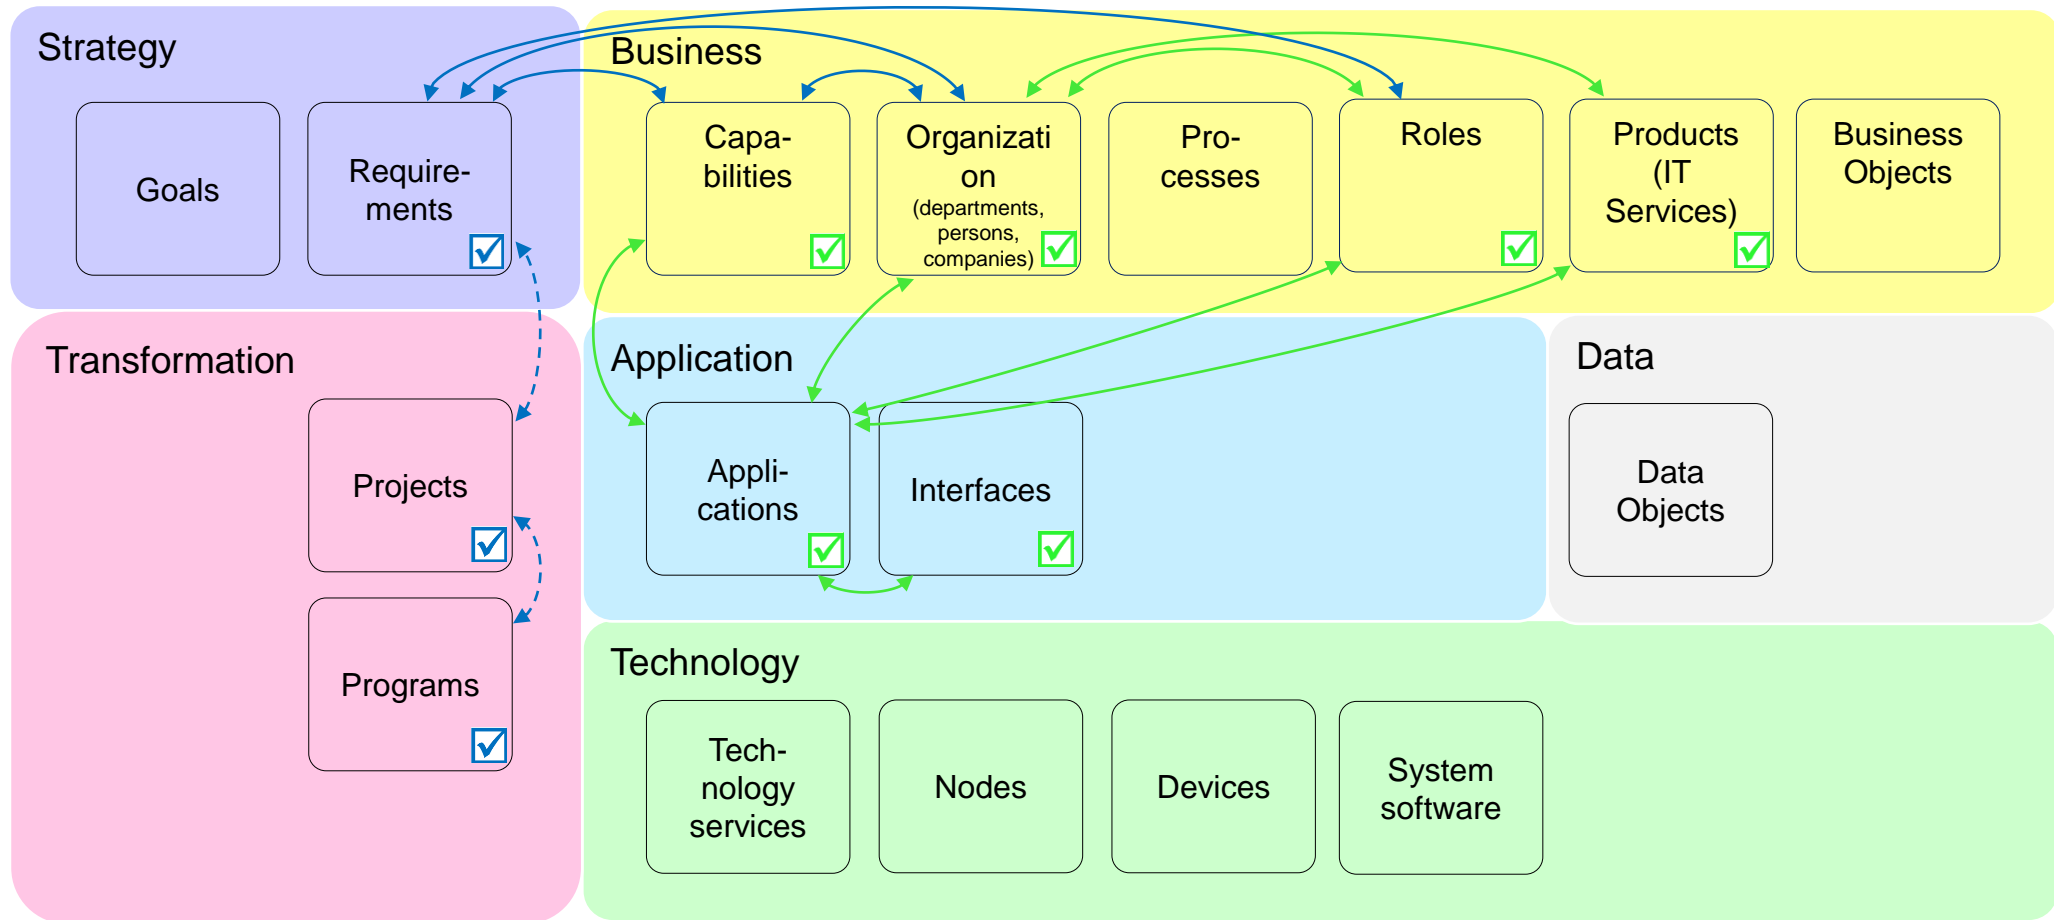 Strategy
Goals
Require-
ments
Business
Capa-
bilities
Organizati
on
(departments,
persons,
companies)
Pro-
cesses
Roles
Products
(IT
Services)
Business
Objects
Transformation
Projects
Programs
Application
Appli-
cations
Interfaces
Data
Data
Objects
Technology
Tech-
nology
services
Nodes
Devices
System
software